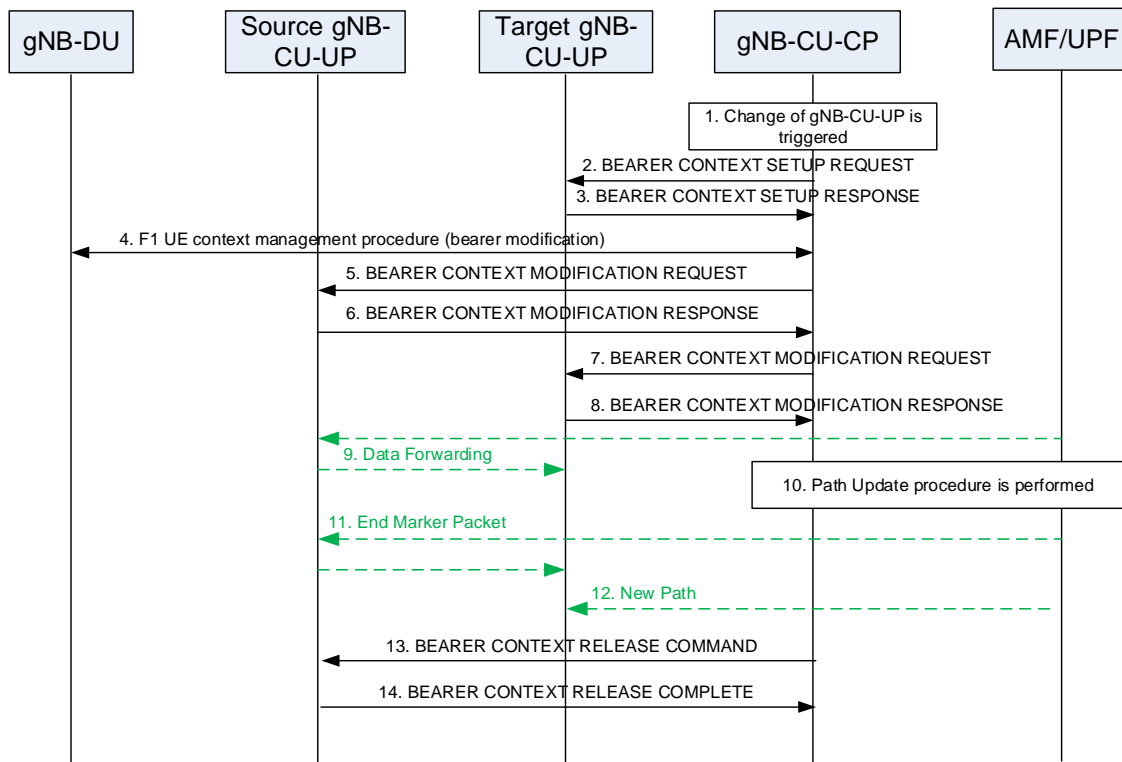 gNB-DU
Source gNB-
CU-UP
Target gNB-
CU-UP
gNB-CU-CP
AMF/UPF
1. Change of gNB-CU-UP is
triggered
2. BEARER CONTEXT SETUP REQUEST
3. BEARER CONTEXT SETUP RESPONSE
4. F1 UE context management procedure (bearer modification)
5. BEARER CONTEXT MODIFICATION REQUEST
6. BEARER CONTEXT MODIFICATION RESPONSE
7. BEARER CONTEXT MODIFICATION REQUEST
8. BEARER CONTEXT MODIFICATION RESPONSE
9. Data Forwarding
10. Path Update procedure is performed
11. End Marker Packet
12. New Path
13. BEARER CONTEXT RELEASE COMMAND
14. BEARER CONTEXT RELEASE COMPLETE